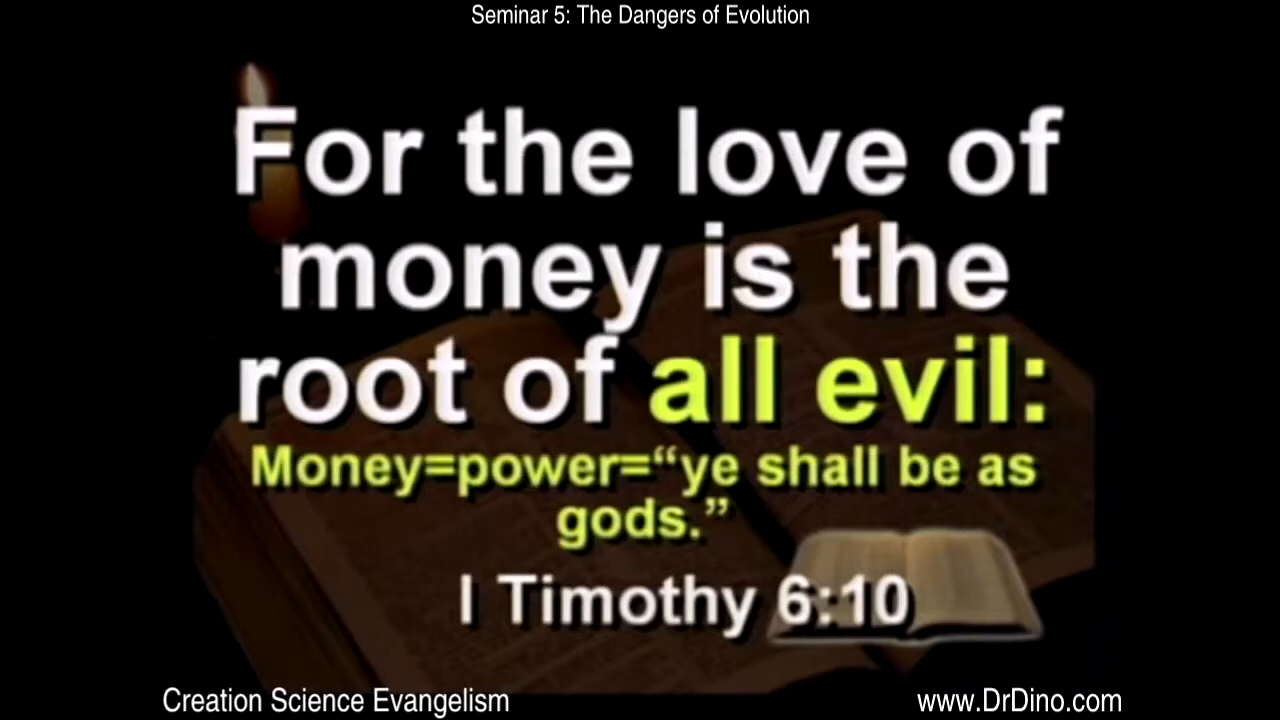 Seminar 5: The Dangers of Evolution
For the love of
money is the
root of all evil:
Money=power=“ye shall be as
gods.”
I Timothy 6:10
Creation Science Evangelism
www.DrDino.com